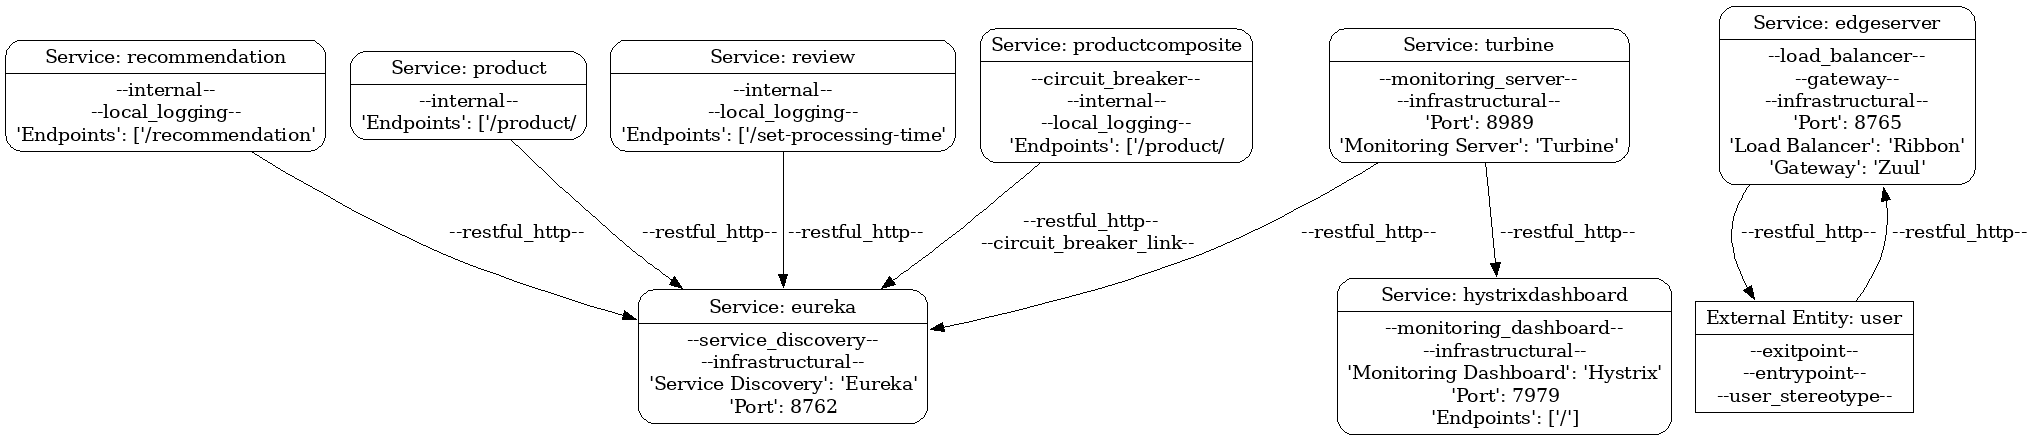 Service: recommendation
--internal--
--local_logging--
'Endpoints': ['/recommendation'
Service: product
--internal--
'Endpoints': ['/product/
Service: review
--internal--
--local_logging--
'Endpoints': ['/set-processing-time'
Service: productcomposite
--circuit_breaker--
--internal--
--local_logging--
'Endpoints': ['/product/
Service: turbine
--monitoring_server--
--infrastructural--
'Port': 8989
'Monitoring Server': 'Turbine'
Service: edgeserver
--load_balancer--
--gateway--
--infrastructural--
'Port': 8765
'Load Balancer': 'Ribbon'
'Gateway': 'Zuul'
--restful_http--
--restful_http--
--restful_http--
--restful_http--
--circuit_breaker_link--
--restful_http--
--restful_http--
--restful_http--
--restful_http--
Service: eureka
--service_discovery--
--infrastructural--
'Service Discovery': 'Eureka'
'Port': 8762
Service: hystrixdashboard
--monitoring_dashboard--
--infrastructural--
'Monitoring Dashboard': 'Hystrix'
'Port': 7979
'Endpoints': ['/']
External Entity: user
--exitpoint--
--entrypoint--
--user_stereotype--